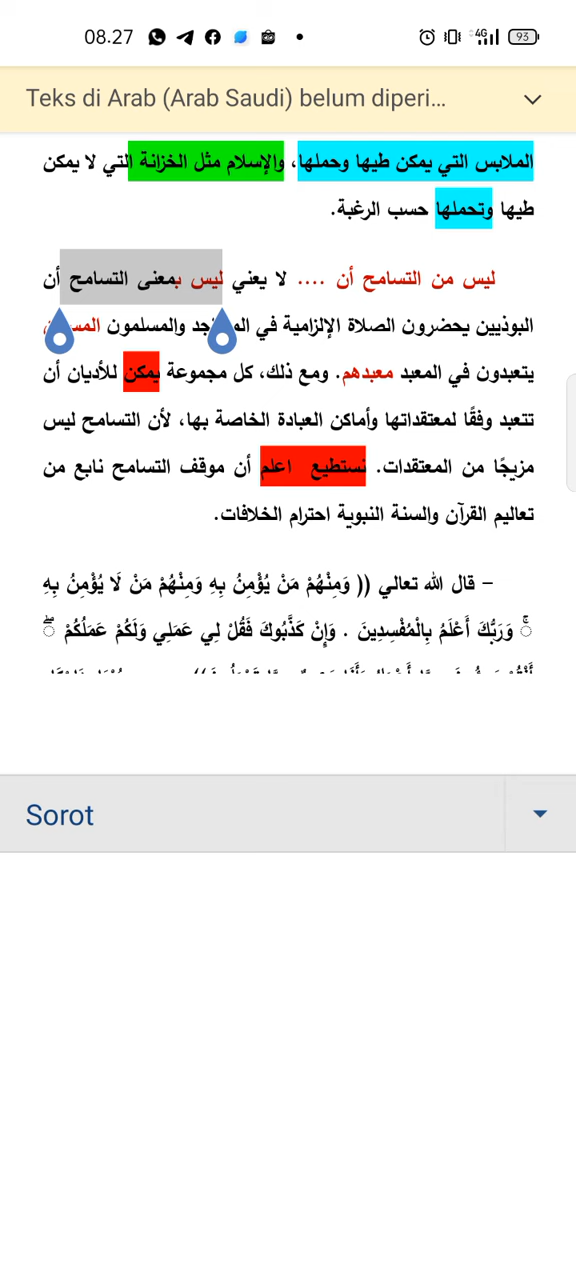 08.27
4G
93
Teks di Arab (Arab Saudi) belum diperi...
الملابس التي يمكن طيها وحملها، والإسلام مثل الخزانة التي لا يمكن
طيها وتحملها حسب الرغبة.
ليس من التسامح أن .... لا يعني ليس بمعنى التسامح أن
البوذيين يحضرون الصلاة الإلزامية في والمسلمون
يتعبدون في المعبد معبدهم. ومع ذلك، كل مجموعة يمكن للأديان أن
تتعبد وفقًا لمعتقداتها وأماكن العبادة الخاصة بها، لأن التسامح ليس
مزيجًا من المعتقدات. نستطيع اعلم أن موقف التسامح نابع من
تعاليم القرآن والسنة النبوية احترام الخلافات.
– قال الله تعالي (( وَمِنْهُمْ مَنْ يُؤْمِنُ بِهِ وَمِنْهُمْ مَنْ لَا يُؤْمِنُ بِهِ
ۚ وَرَبُّكَ أَعْلَمُ بِالْمُفْسِدِينَ . وَإِنْ كَذَّبُوكَ فَقُلْ لِي عَمَلِي وَلَكُمْ عَمَلُكُمْ ۖ
Sorot